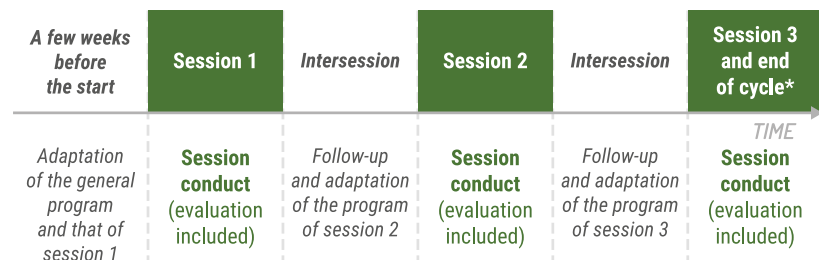 A few weeks
before
the start
Session 1
Intersession
Session 2
Intersession
Session 3
and end
of cycle*
TIME
Adaptation
of the general
program
and that of
session 1
Session
conduct
(evaluation
included)
Follow-up
and adaptation
of the program
of session 2
Session
conduct
(evaluation
included)
Follow-up
and adaptation
of the program
of session 3
Session
conduct
(evaluation
included)